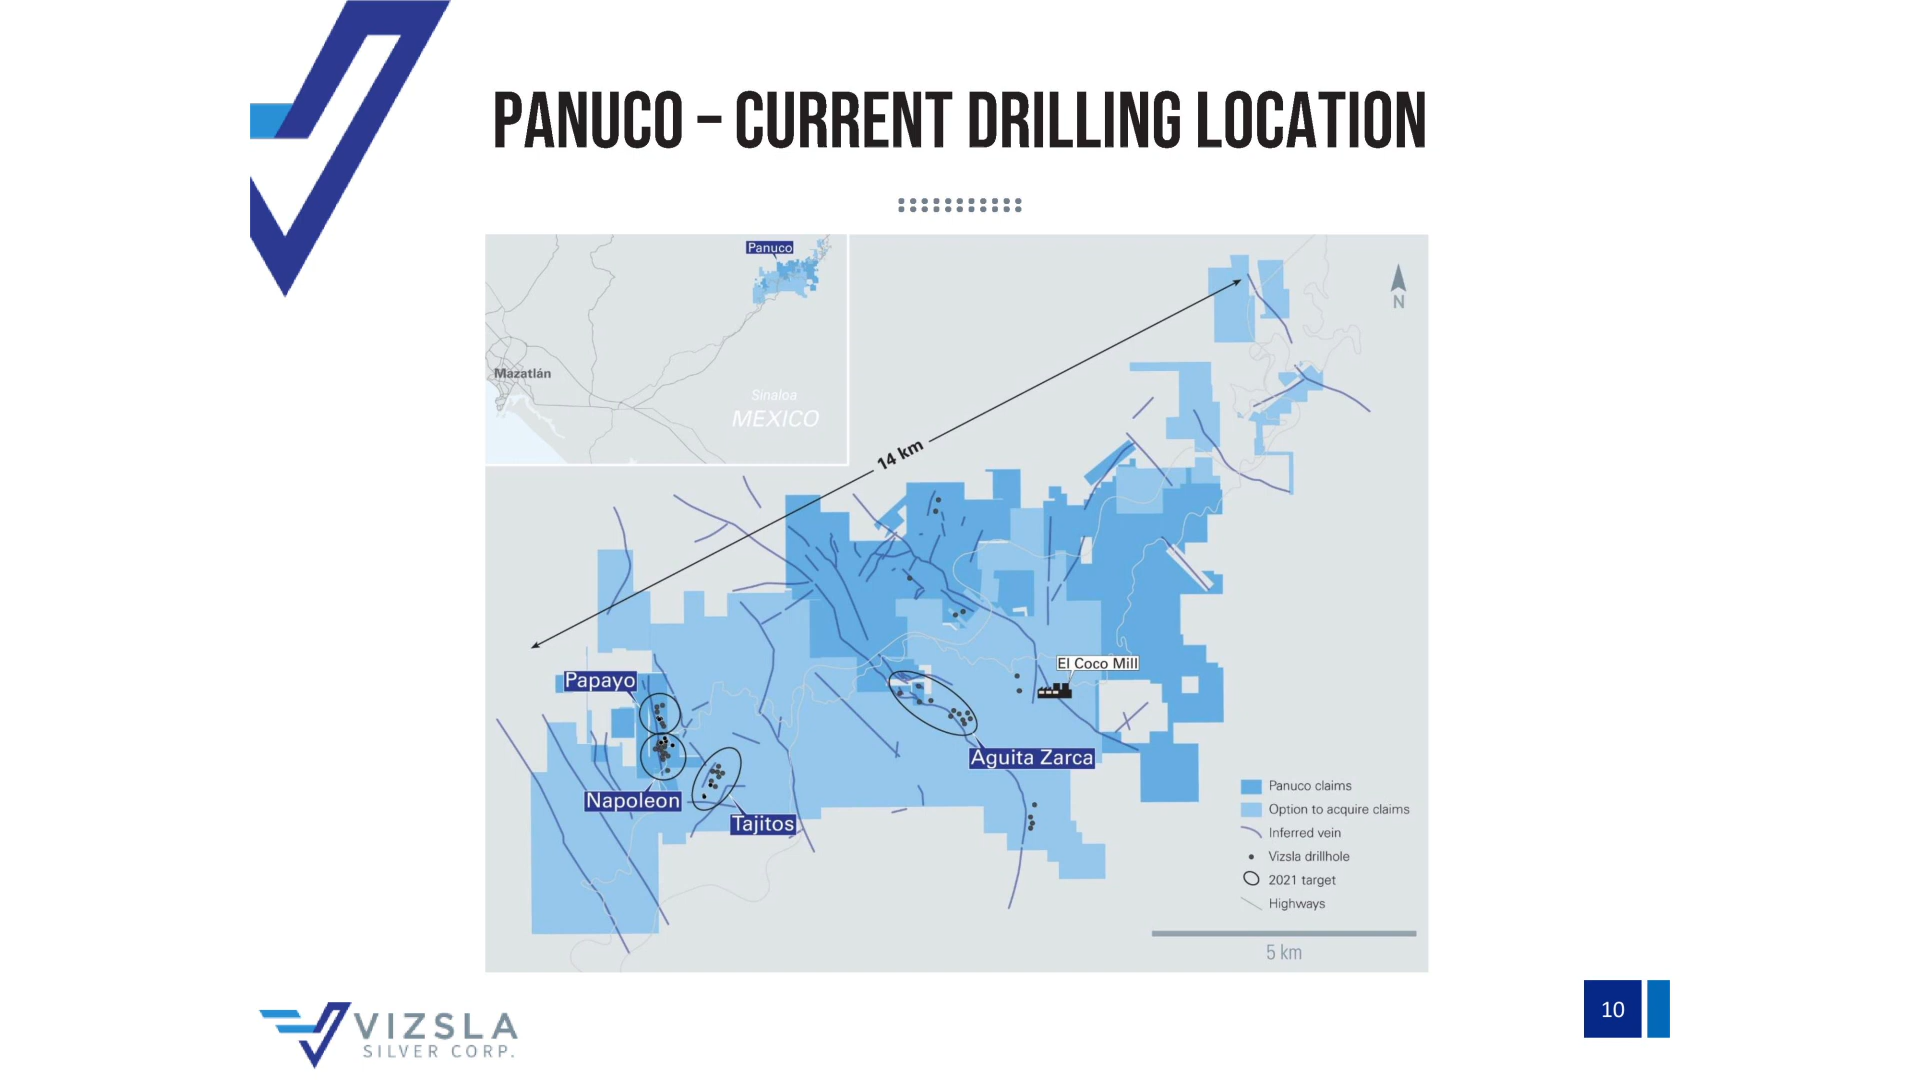 PANUCO – CURRENT DRILLING LOCATION
Panuco
Mazatlán
Sinaloa
MEXICO
N
14 km
El Coco Mill
Papayo
Aguita Zarca
Napoleon
Tajitos
Panuco claims
Option to acquire claims
Inferred vein
Vizsla drillhole
2021 target
Highways
5 km
VIZSLA
SILVER CORP.
10